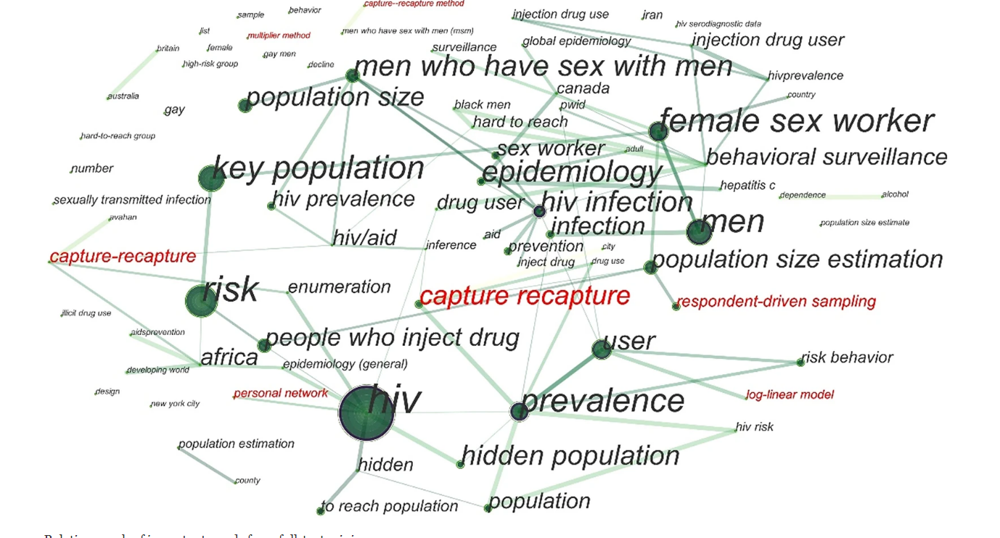 capture--recapture method
behavior
sample
injection drug use
iran
hiv serodiagnostic data
list
multiplier method
men who have sex with men (msm)
global epidemiology
injection drug user
britain
female
gay men
surveillance
high-risk group
decline
men who have sex with men
hivprevalence
canada
country
australia
population size
black men
pwid
gay
hard to reach
female sex worker
hard-to-reach group
sex worker
adult
behavioral surveillance
number
key population
epidemiology
hepatitis c
sexually transmitted infection
hiv prevalence
drug user
hiv infection
dependence
alcohol
avahan
infection
men
population size estimate
hiv/aid
aid
inference
prevention
city
capture-recapture
inject drug
drug use
population size estimation
risk
enumeration
capture recapture
respondent-driven sampling
illicit drug use
aidsprevention
people who inject drug
user
africa
epidemiology (general)
risk behavior
developing world
design
personal network
hiv
prevalence
log-linear model
new york city
hiv risk
population estimation
hidden
hidden population
county
to reach population
population